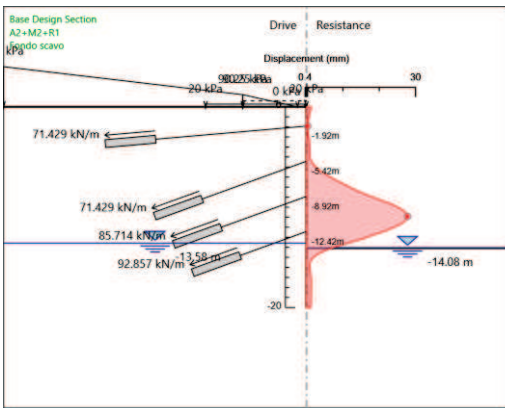 Base Design Section
A2+M2+R1
Fondo scavo
kPa
Drive
Resistance
Displacement (mm)
0.4
30
20 kPa
0 kPa
20 kPa
71.429 kN/m
-1.92m
-5.42m
71.429 kN/m
-8.92m
85.714 kN/m
-12.42m
-13.58 m
92.857 kN/m
-14.08 m
-20